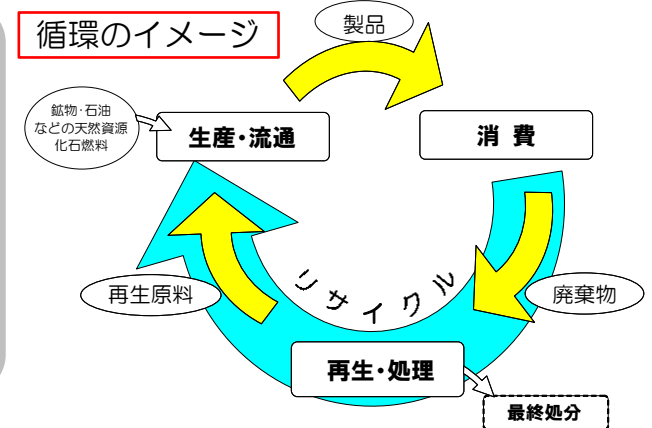 循環のイメージ
製品
鉱物・石油
などの天然資源
化石燃料
生産・流通
消 費
再生原料
リサイクル
廃棄物
再生・処理
最終処分